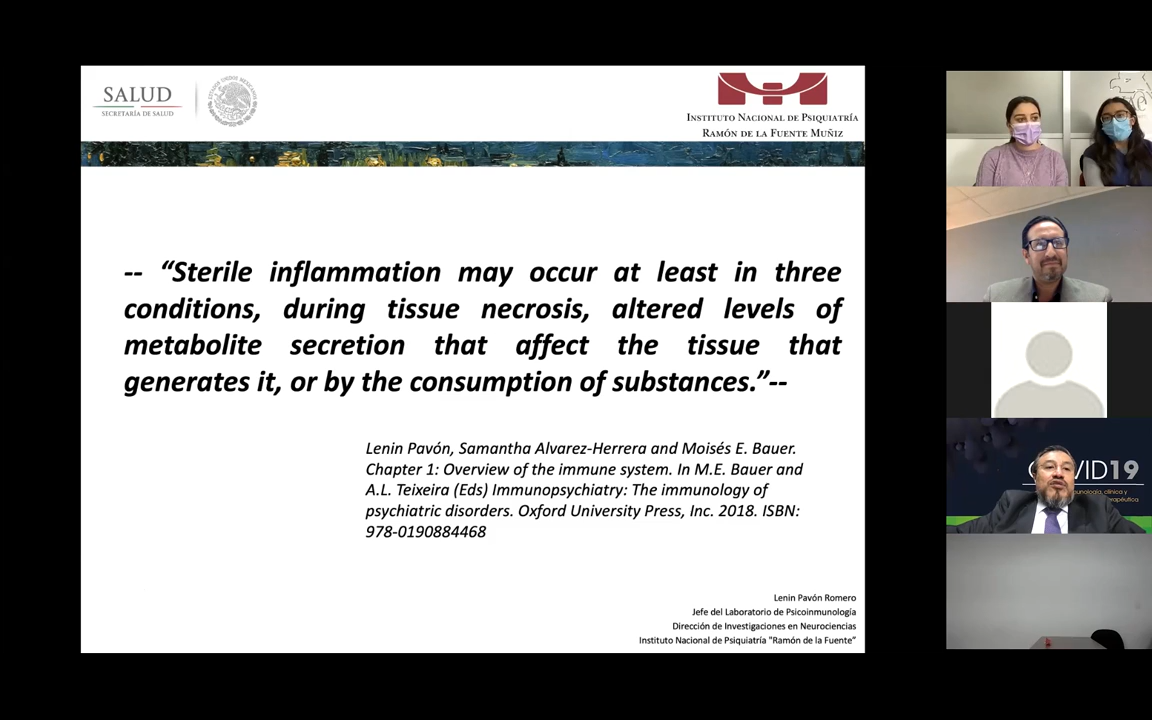 SALUD
SECRETARÍA DE SALUD
ESTADOS UNIDOS MEXICANOS
INSTITUTO NACIONAL DE PSIQUIATRÍA
RAMÓN DE LA FUENTE MUÑIZ
-- “Sterile inflammation may occur at least in three
conditions, during tissue necrosis, altered levels of
metabolite secretion that affect the tissue that
generates it, or by the consumption of substances.”--
Lenin Pavón, Samantha Alvarez-Herrera and Moisés E. Bauer.
Chapter 1: Overview of the immune system. In M.E. Bauer and
A.L. Teixeira (Eds) Immunopsychiatry: The immunology of
psychiatric disorders. Oxford University Press, Inc. 2018. ISBN:
978-0190884468
Lenin Pavón Romero
Jefe del Laboratorio de Psicoinmunología
Dirección de Investigaciones en Neurociencias
Instituto Nacional de Psiquiatría "Ramón de la Fuente”
VID19
clínica y